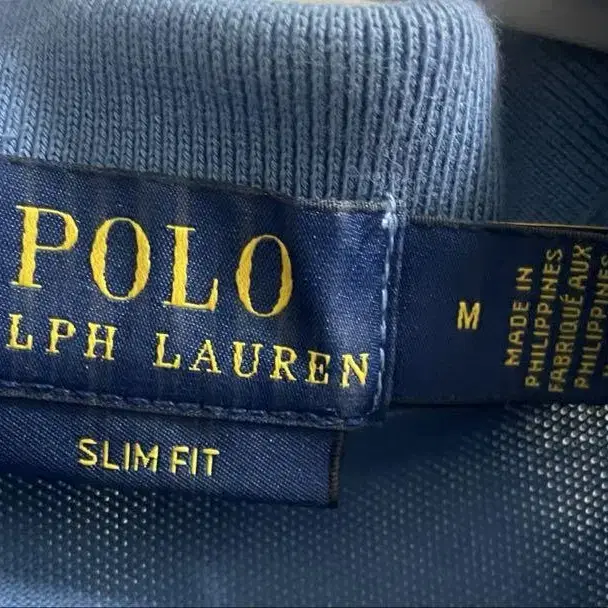 POLO
LPH LAUREN
SLIM FIT
M
MADE IN
PHILIPPINES
FABRIQUÉ AUX
PHILIPPINES